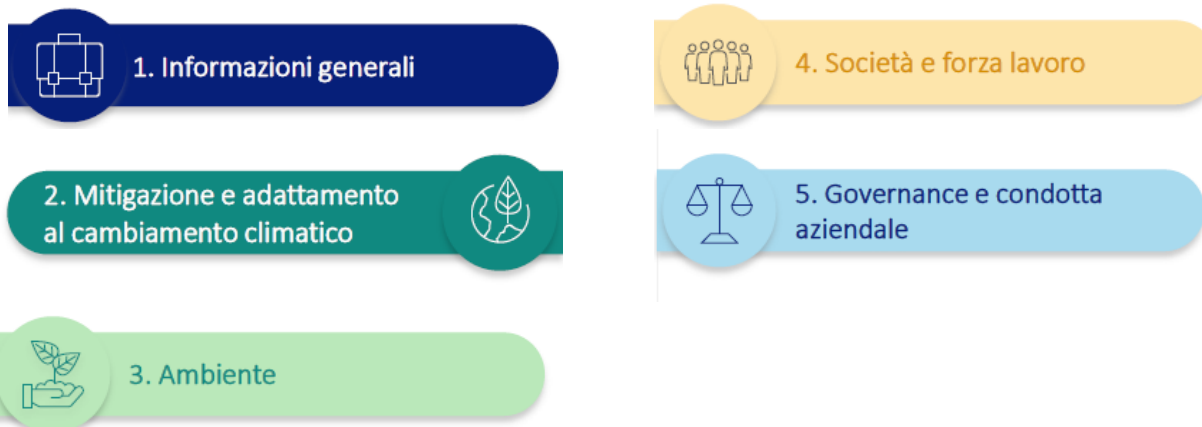 1. Informazioni generali
2. Mitigazione e adattamento
al cambiamento climatico
3. Ambiente
4. Società e forza lavoro
5. Governance e condotta
aziendale